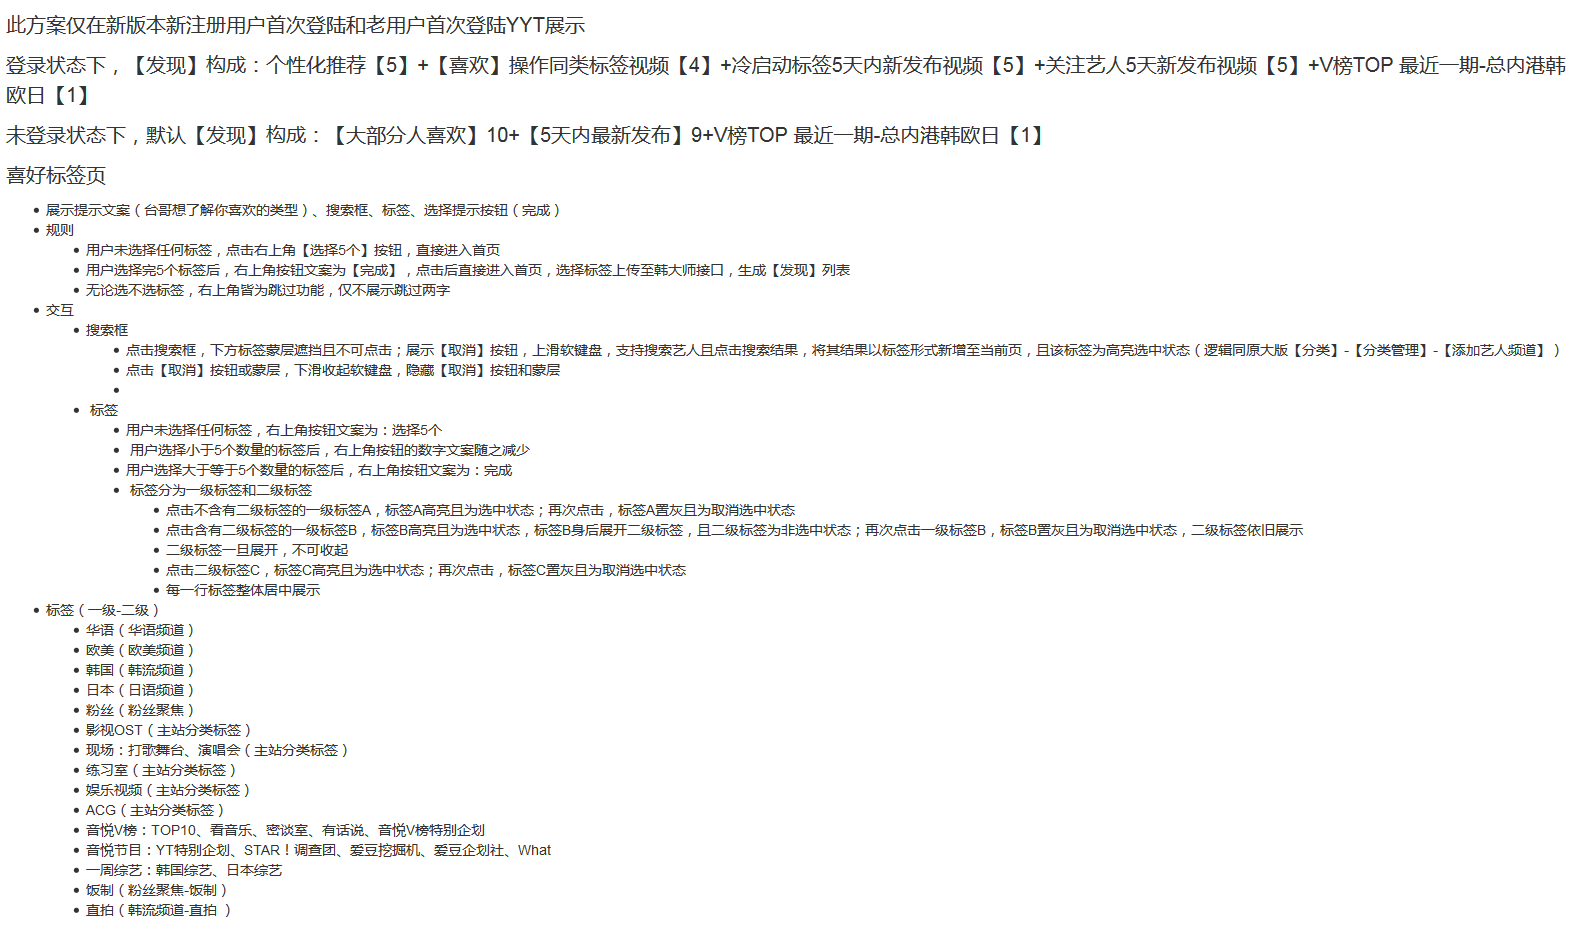 此方案仅在新版本新注册用户首次登陆和老用户首次登陆YYT展示
登录状态下，【发现】构成：个性化推荐【5】+【喜欢】操作同类标签视频【4】+冷启动标签5天内新发布视频【5】+关注艺人5天新发布视频【5】+V榜TOP 最近一期-总内港韩
欧日【1】
未登录状态下，默认【发现】构成：【大部分人喜欢】10+【5天内最新发布】9+V榜TOP 最近一期-总内港韩欧日【1】
喜好标签页
展示提示文案（台哥想了解你喜欢的类型）、搜索框、标签、选择提示按钮（完成）
规则
用户未选择任何标签，点击右上角【选择5个】按钮，直接进入首页
用户选择完5个标签后，右上角按钮文案为【完成】，点击后直接进入首页，选择标签上传至韩大师接口，生成【发现】列表
无论选不选标签，右上角皆为跳过功能，仅不展示跳过两字
交互
搜索框
点击搜索框，下方标签蒙层遮挡且不可点击；展示【取消】按钮，上滑软键盘，支持搜索艺人且点击搜索结果，将其结果以标签形式新增至当前页，且该标签为高亮选中状态（逻辑同原大版【分类】-【分类管理】-【添加艺人频道】）
点击【取消】按钮或蒙层，下滑收起软键盘，隐藏【取消】按钮和蒙层
标签
用户未选择任何标签，右上角按钮文案为：选择5个
用户选择小于5个数量的标签后，右上角按钮的数字文案随之减少
用户选择大于等于5个数量的标签后，右上角按钮文案为：完成
标签分为一级标签和二级标签
点击不含有二级标签的一级标签A，标签A高亮且为选中状态；再次点击，标签A置灰且为取消选中状态
点击含有二级标签的一级标签B，标签B高亮且为选中状态，标签B身后展开二级标签，且二级标签为非选中状态；再次点击一级标签B，标签B置灰且为取消选中状态，二级标签依旧展示
二级标签一旦展开，不可收起
点击二级标签C，标签C高亮且为选中状态；再次点击，标签C置灰且为取消选中状态
每一行标签整体居中展示
标签（一级-二级）
华语（华语频道）
欧美（欧美频道）
韩国（韩流频道）
日本（日语频道）
粉丝（粉丝聚焦）
影视OST（主站分类标签）
现场：打歌舞台、演唱会（主站分类标签）
练习室（主站分类标签）
娱乐视频（主站分类标签）
ACG（主站分类标签）
音悦V榜：TOP10、看音乐、密谈室、有话说、音悦V榜特别企划
音悦节目：YT特别企划、STAR！调查团、爱豆挖掘机、爱豆企划社、What
一周综艺：韩国综艺、日本综艺
饭制（粉丝聚焦-饭制）
直拍（韩流频道-直拍 ）